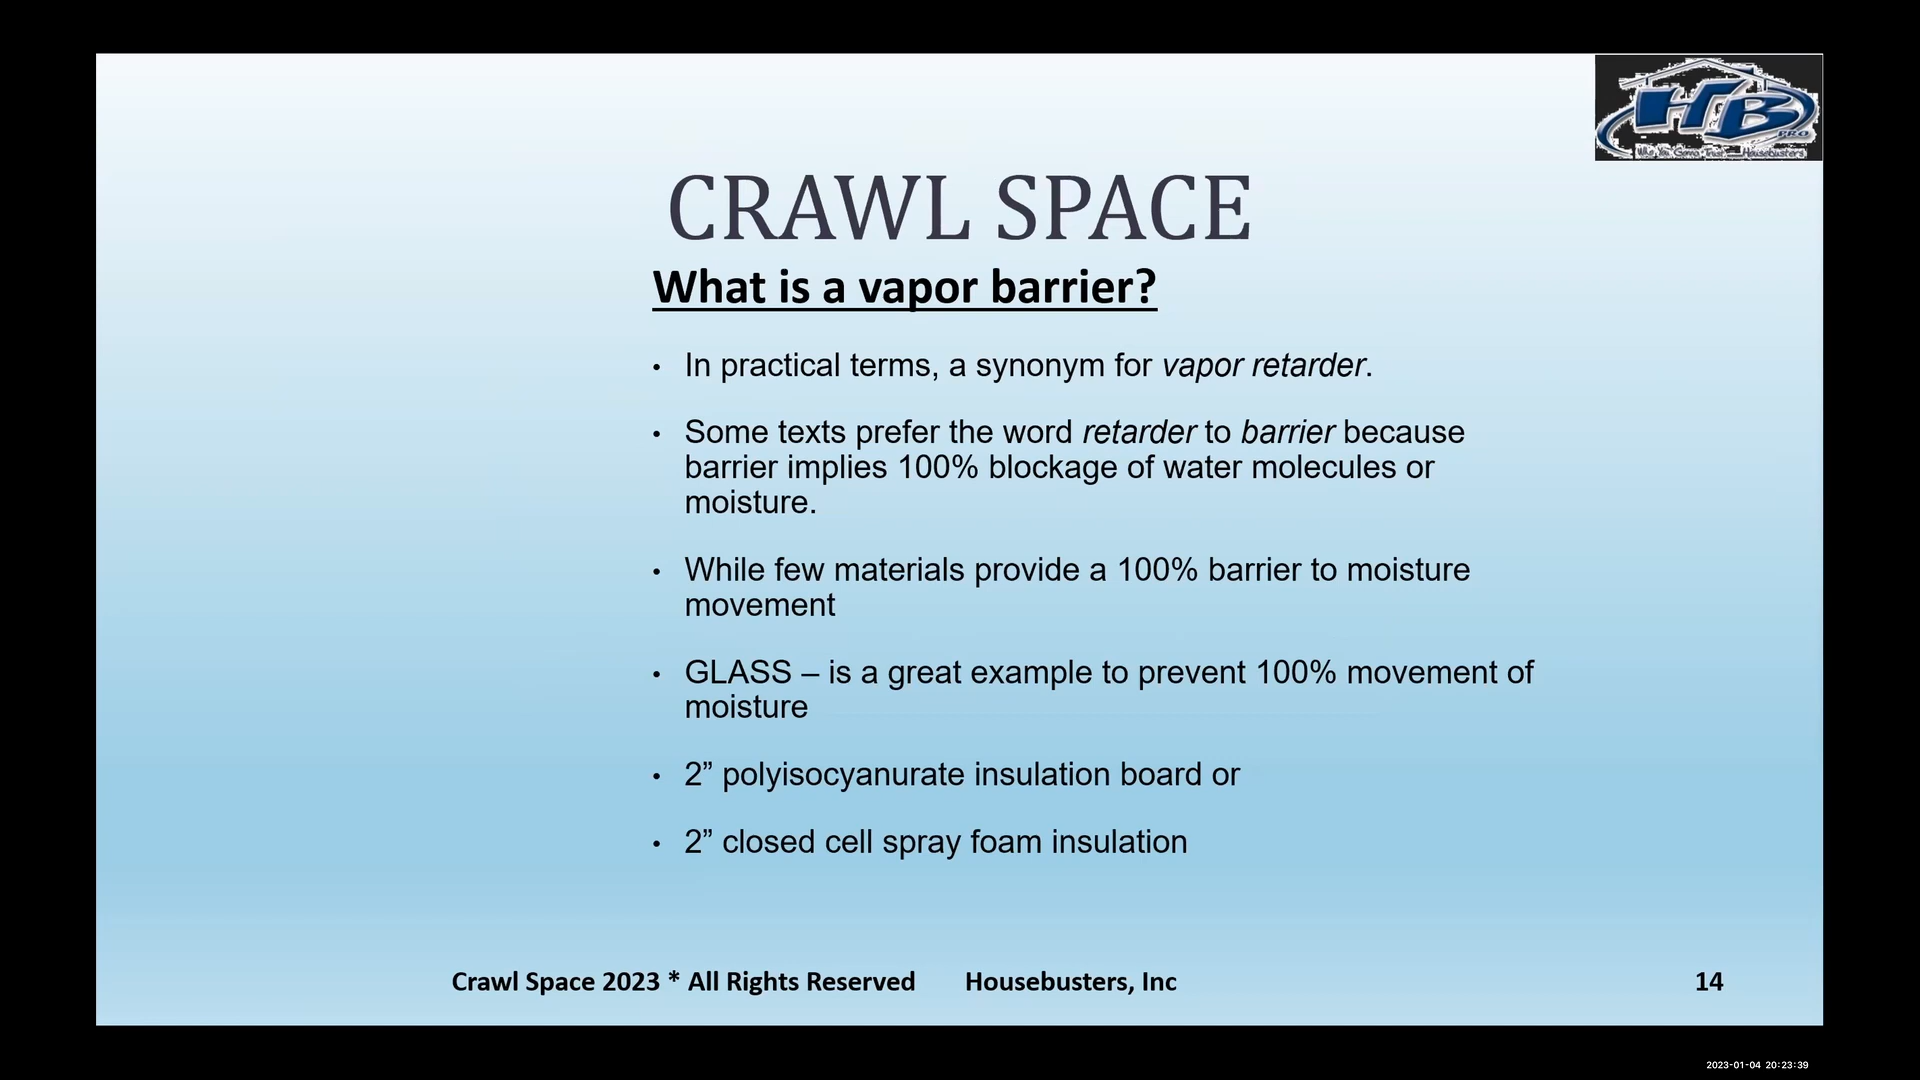 HB
PRO
CRAWL SPACE
What is a vapor barrier?
• In practical terms, a synonym for vapor retarder.
• Some texts prefer the word retarder to barrier because
barrier implies 100% blockage of water molecules or
moisture.
• While few materials provide a 100% barrier to moisture
movement
• GLASS – is a great example to prevent 100% movement of
moisture
• 2” polyisocyanurate insulation board or
• 2” closed cell spray foam insulation
Crawl Space 2023 * All Rights Reserved Housebusters, Inc 14
2023-01-04 20:23:39